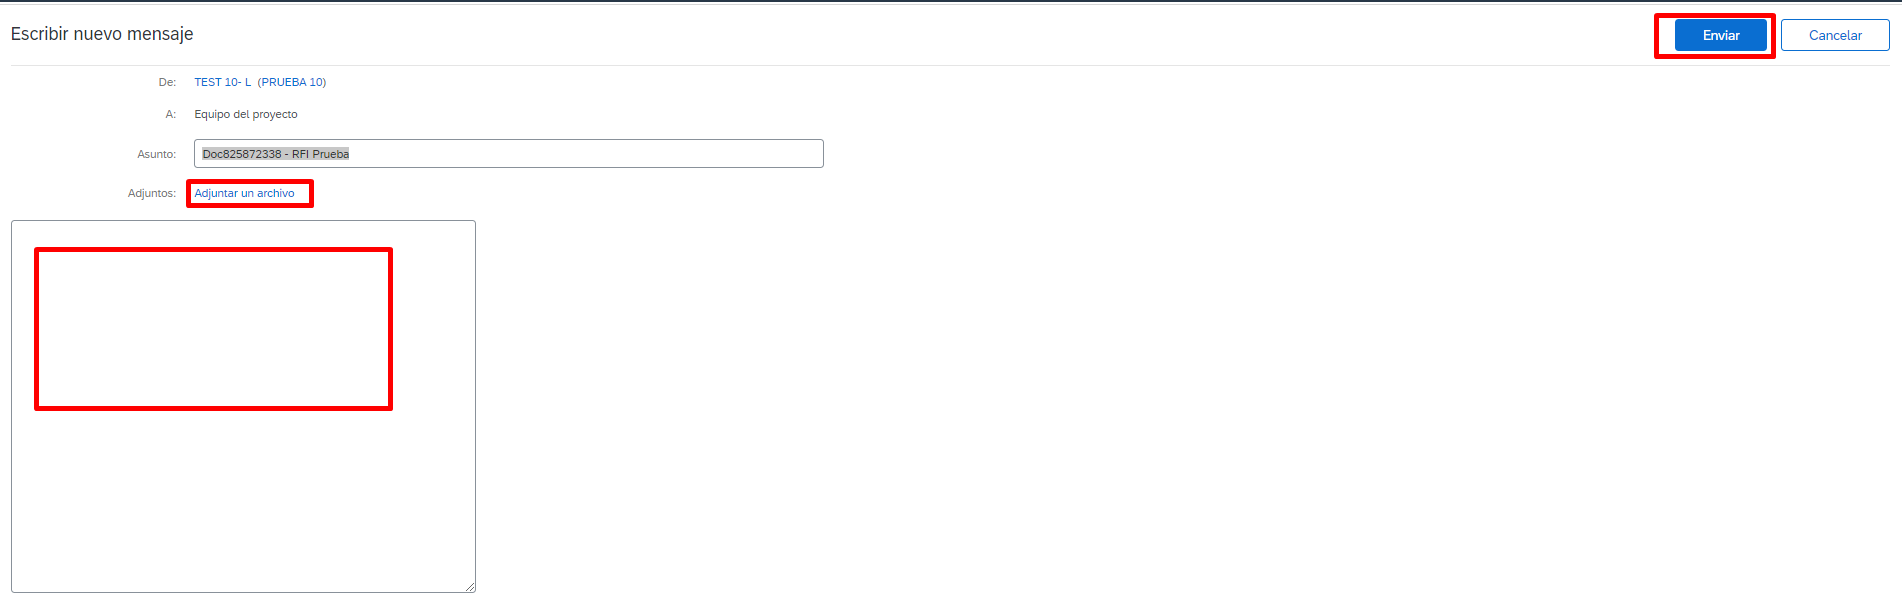 Escribir nuevo mensaje
Enviar
Cancelar
De: TEST 10- L (PRUEBA 10)
A: Equipo del proyecto
Asunto: Doc825872338 - RFI Prueba
Adjuntos: Adjuntar un archivo